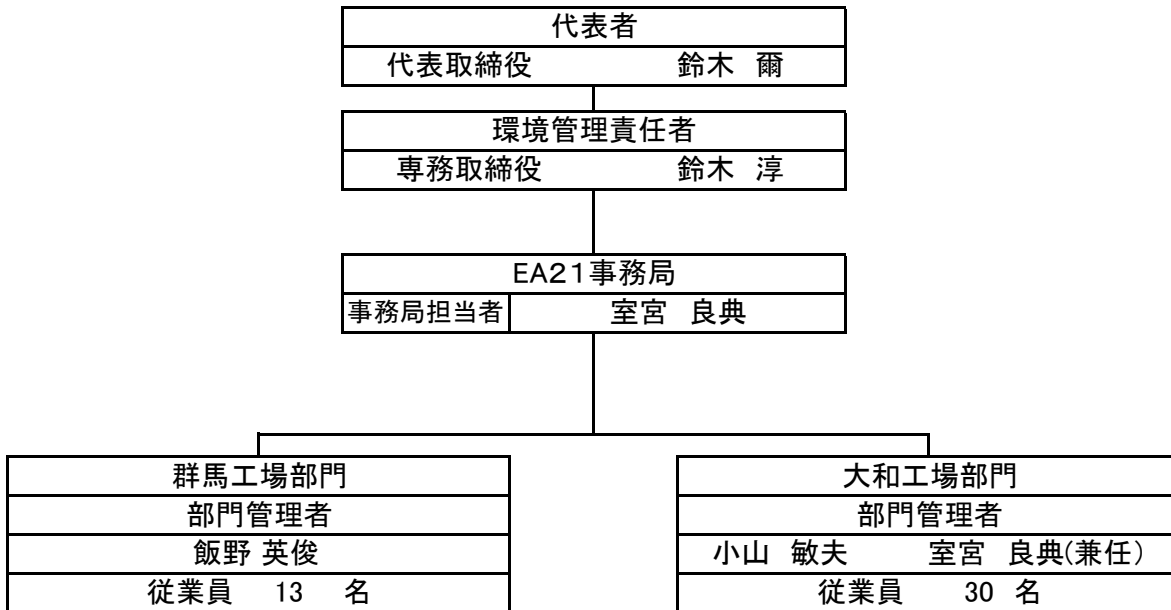 代表者
代表取締役 鈴木 爾
環境管理責任者
専務取締役 鈴木 淳
EA21事務局
事務局担当者 室宮 良典
群馬工場部門
部門管理者
飯野 英俊
従業員 13 名
大和工場部門
部門管理者
小山 敏夫 室宮 良典(兼任)
従業員 30 名